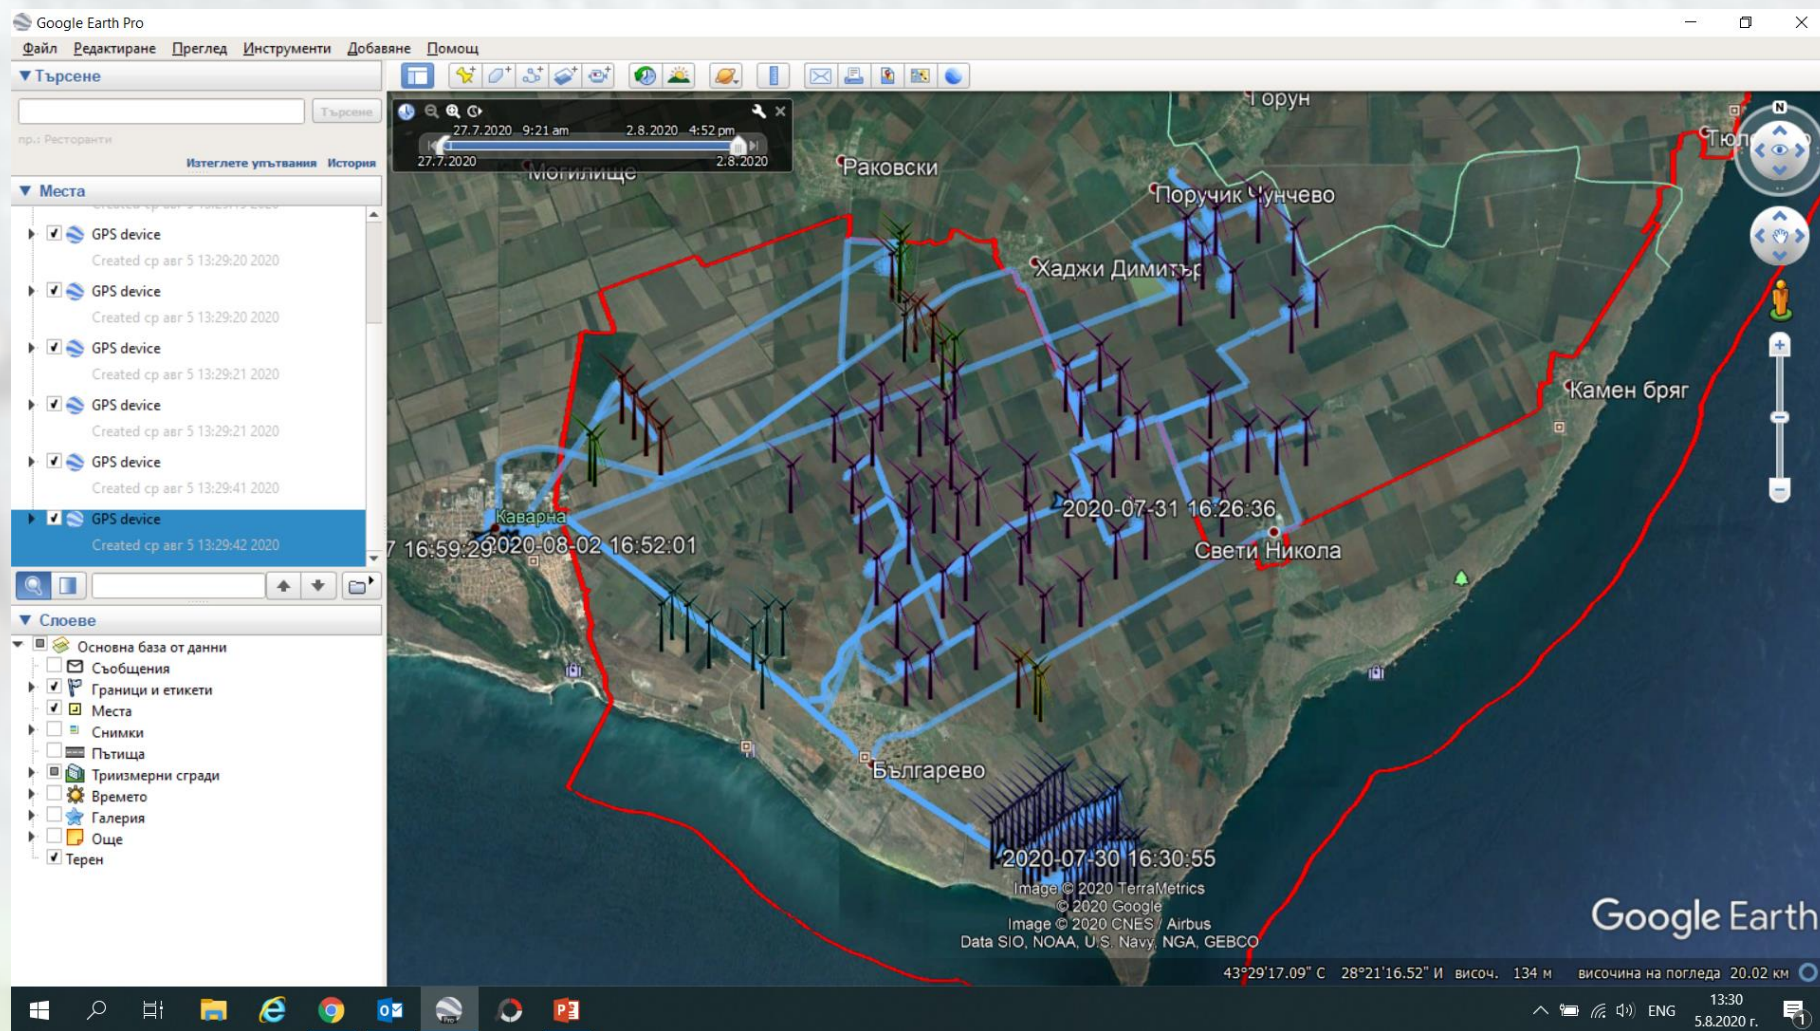 Google Earth Pro
Файл Редактиране Преглед Инструменти Добавяне Помощ
Търсене
Търсене
пр.: Ресторанти
Изтеглете упътвания История
Места
GPS device
Created ср авг 5 13:29:20 2020
GPS device
Created ср авг 5 13:29:20 2020
GPS device
Created ср авг 5 13:29:21 2020
GPS device
Created ср авг 5 13:29:21 2020
GPS device
Created ср авг 5 13:29:41 2020
GPS device
Created ср авг 5 13:29:42 2020
Слоеве
Основна база от данни
Съобщения
Граници и етикети
Места
Снимки
Пътища
Триизмерни сгради
Времето
Галерия
Още
Терен
27.7.2020 9:21 am 2.8.2020 4:52 pm
27.7.2020 2.8.2020
Могилище
Раковски
Горун
N
Поручик Чунчево
Хаджи Димитър
Камен бряг
Каварна
2020-07-31 16:26:36
7 16:59:29
2020-08-02 16:52:01
Свети Никола
Българево
2020-07-30 16:30:55
Image © 2020 TerraMetrics
© 2020 Google
Image © 2020 CNES / Airbus
Data SIO, NOAA, U.S. Navy, NGA, GEBCO
Google Earth
43°29'17.09" С 28°21'16.52" И височ. 134 м височина на погледа 20.02 км
ЕНГ
13:30
5.8.2020 г.
1